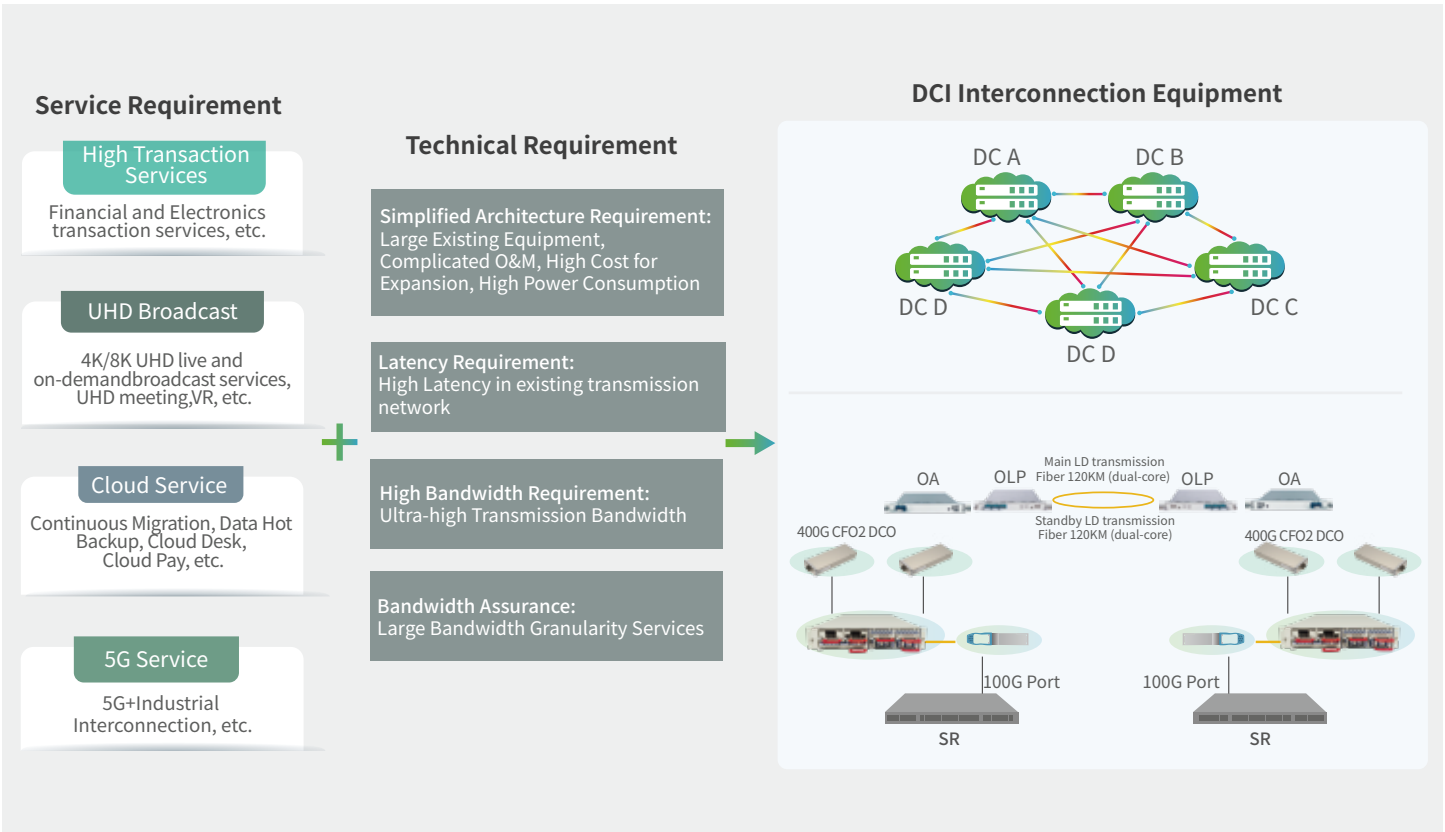 Service Requirement
High Transaction
Services
Financial and Electronics
transaction services, etc.
UHD Broadcast
4K/8K UHD live and
on-demandbroadcast services,
UHD meeting,VR, etc.
Cloud Service
Continuous Migration, Data Hot
Backup, Cloud Desk,
Cloud Pay, etc.
5G Service
5G+Industrial
Interconnection, etc.
Technical Requirement
Simplified Architecture Requirement:
Large Existing Equipment,
Complicated O&M, High Cost for
Expansion, High Power Consumption
Latency Requirement:
High Latency in existing transmission
network
High Bandwidth Requirement:
Ultra-high Transmission Bandwidth
Bandwidth Assurance:
Large Bandwidth Granularity Services
DCI Interconnection Equipment
DC A
DC B
DC D
DC C
DC D
OA
OLP
Main LD transmission
Fiber 120KM (dual-core)
OLP
OA
Standby LD transmission
Fiber 120KM (dual-core)
400G CFO2 DCO
400G CFO2 DCO
100G Port
100G Port
SR
SR